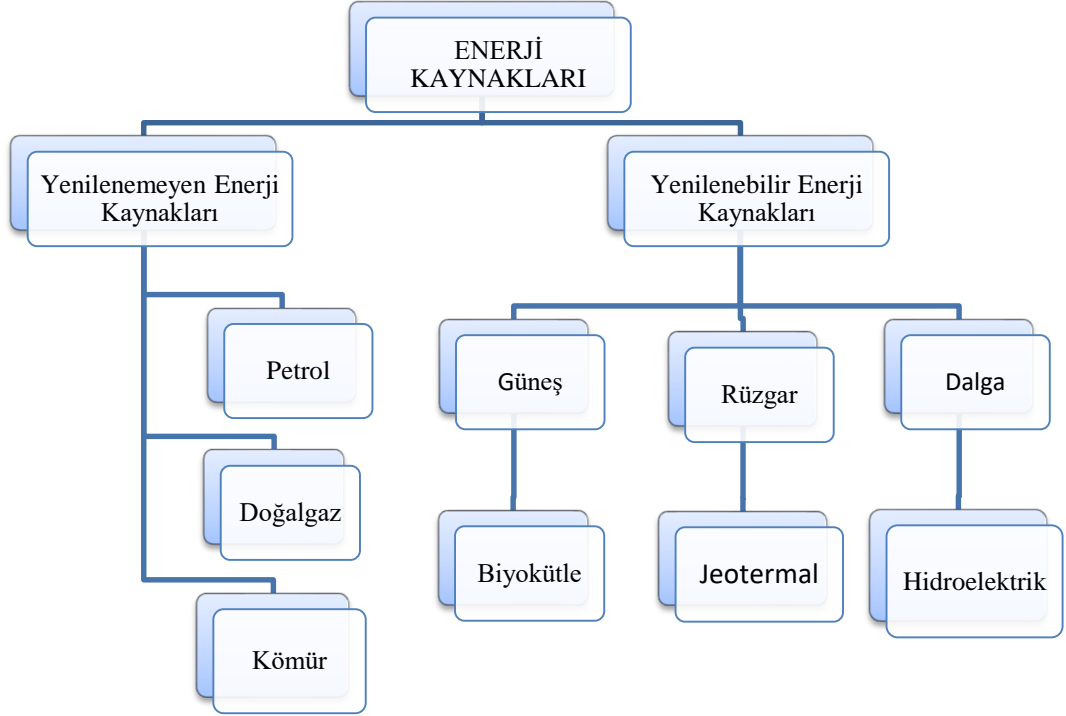 ENERJİ
KAYNAKLARI
Yenilenemeyen Enerji
Kaynakları
Yenilenebilir Enerji
Kaynakları
Petrol
Doğalgaz
Kömür
Güneş
Rüzgar
Dalga
Biyokütle
Jeotermal
Hidroelektrik